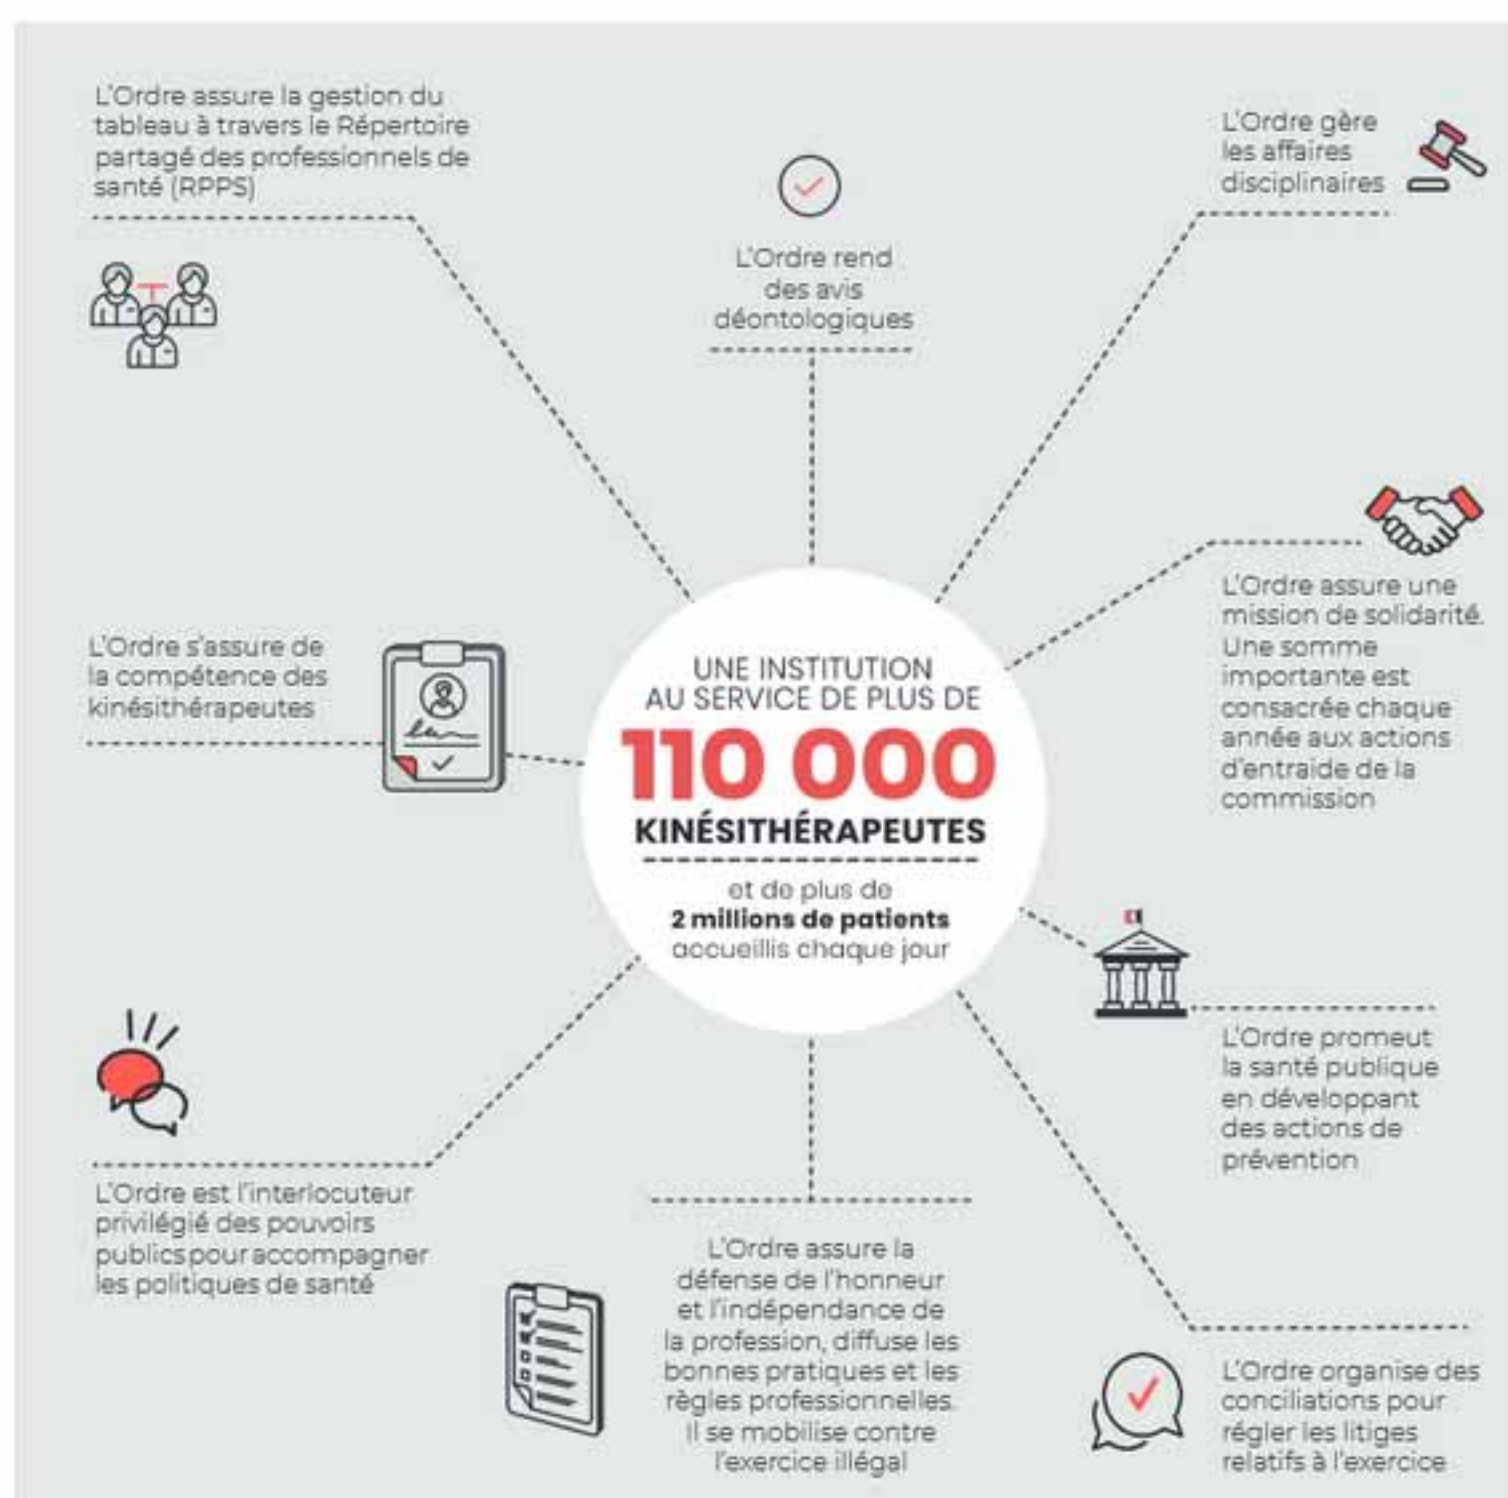 L'Ordre assure la gestion du
tableau à travers le Répertoire
partagé des professionnels de
santé (RPPS)
L'Ordre rend
des avis
déontologiques
L'Ordre gère
les affaires
disciplinaires
L'Ordre s'assure de
la compétence des
kinésithérapeutes
UNE INSTITUTION
AU SERVICE DE PLUS DE
110 000
KINÉSITHÉRAPEUTES
et de plus de
2 millions de patients
accueillis chaque jour
L'Ordre assure une
mission de solidarité.
Une somme
importante est
consacrée chaque
année aux actions
d'entraide de la
commission
L'Ordre promeut
la santé publique
en développant
des actions de
prévention
L'Ordre est l'interlocuteur
privilégié des pouvoirs
publics pour accompagner
les politiques de santé
L'Ordre assure la
défense de l'honneur
et l'indépendance de
la profession, diffuse les
bonnes pratiques et les
règles professionnelles.
Il se mobilise contre
l'exercice illégal
L'Ordre organise des
conciliations pour
régler les litiges
relatifs à l'exercice